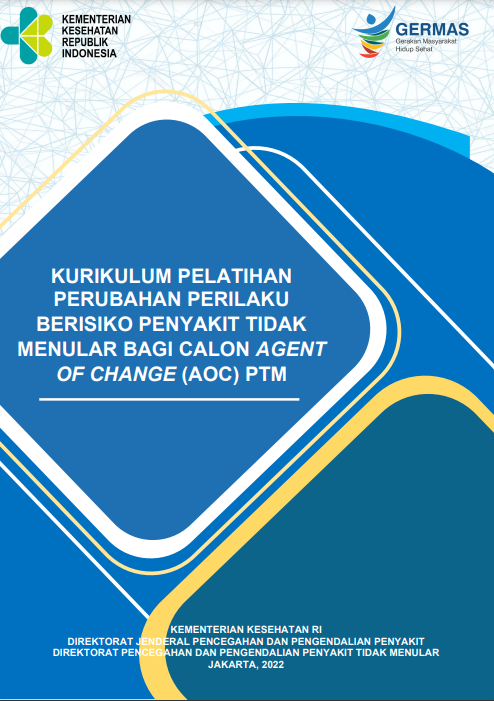 KEMENTERIAN
KESEHATAN
REPUBLIK
INDONESIA
GERMAS
Gerakan Masyarakat
Hidup Sehat
KURIKULUM PELATIHAN
PERUBAHAN PERILAKU
BERISIKO PENYAKIT TIDAK
MENULAR BAGI CALON AGENT
OF CHANGE (AOC) PTM
KEMENTERIAN KESEHATAN RI
DIREKTORAT JENDERAL PENCEGAHAN DAN PENGENDALIAN PENYAKIT
DIREKTORAT PENCEGAHAN DAN PENGENDALIAN PENYAKIT TIDAK MENULAR
JAKARTA, 2022